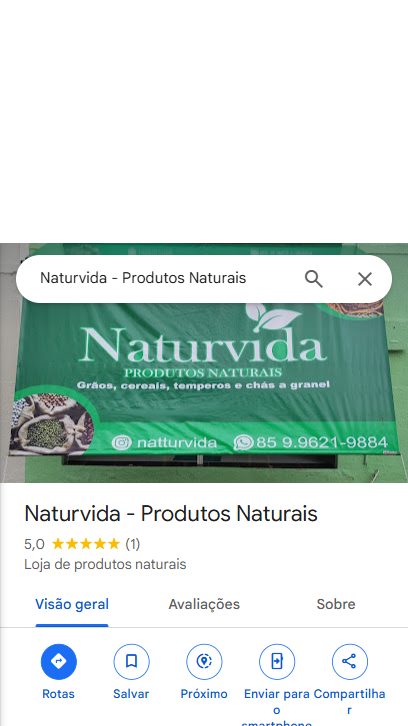 Naturvida - Produtos Naturais
Naturvida
PRODUTOS NATURAIS
Grãos, cereais, temperos e chás a granel
natturvida 85 9.9621-9884
Naturvida - Produtos Naturais
5,0 (1)
Loja de produtos naturais
Visão geral Avaliações Sobre
Rotas Salvar Próximo Enviar para o smartphone Compartilhar